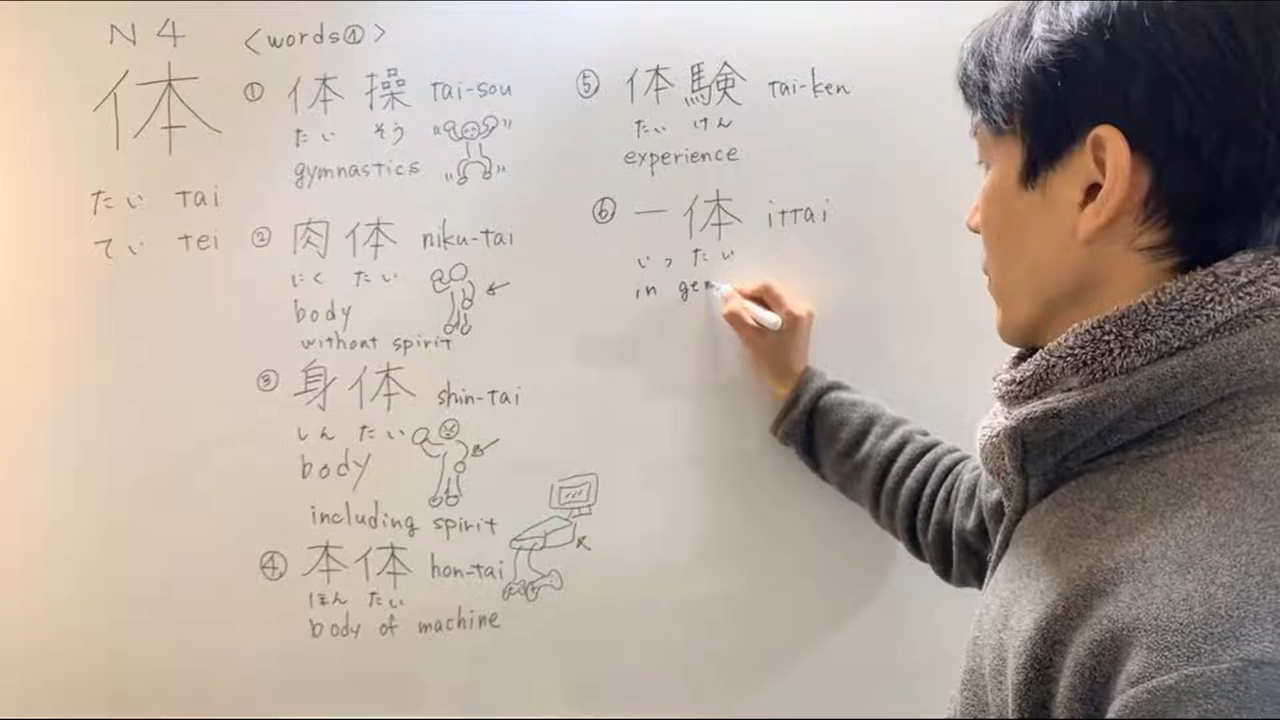 N4
<words①>
体
たい tai
てい tei
① 体操 tai-sou
たい そう
gymnastics
② 肉体 niku-tai
にく たい
body
without spirit
③ 身体 shin-tai
しん たい
body
including spirit
④ 本体 hon-tai
ほん たい
body of machine
⑤ 体験 tai-ken
たい けん
experience
⑥ 一体 ittai
いっ たい
in gen